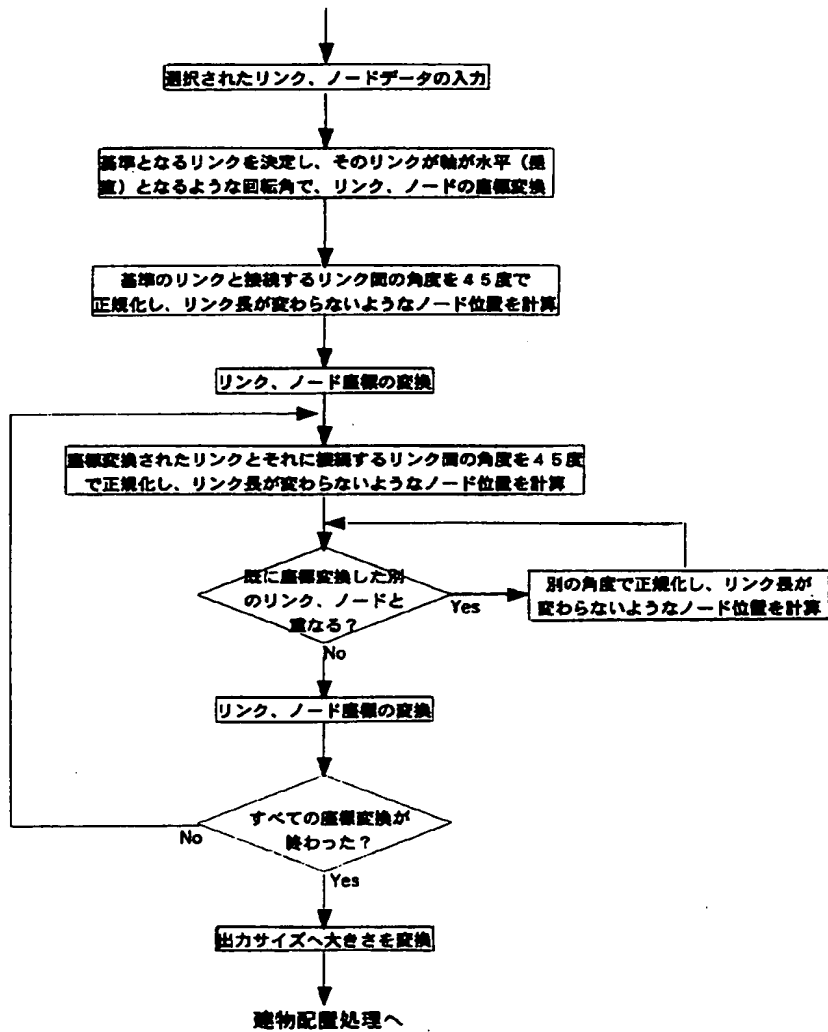 選択されたリンク、ノードデータの入力
基準となるリンクを決定し、そのリンクが軸が水平（垂
直）となるような回転角で、リンク、ノードの座標変換
基準のリンクと接続するリンク間の角度を４５度で
正規化し、リンク長が変わらないようなノード位置を計算
リンク、ノード座標の変換
座標変換されたリンクとそれに接続するリンク間の角度を４５度
で正規化し、リンク長が変わらないようなノード位置を計算
既に座標変換した別
のリンク、ノードと
重なる？
Yes
別の角度で正規化し、リンク長が
変わらないようなノード位置を計算
No
リンク、ノード座標の変換
すべての座標変換が
終わった？
No
Yes
出力サイズへ大きさを変換
建物配置処理へ